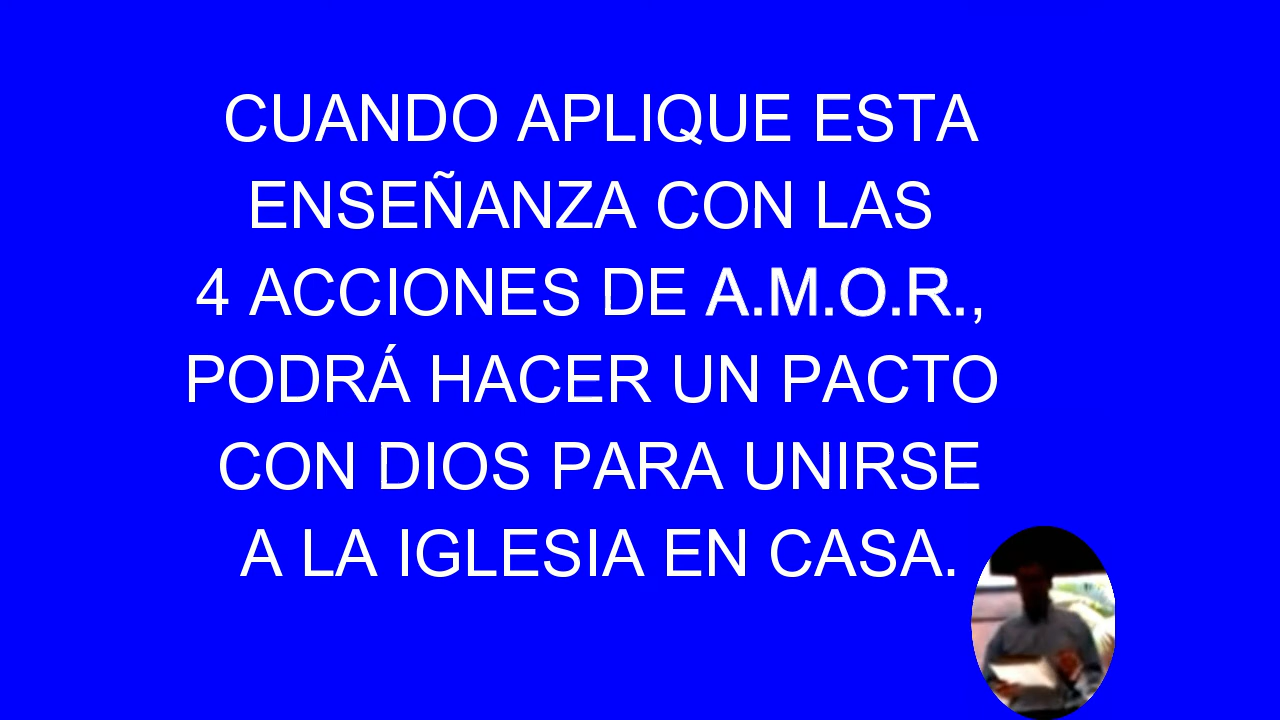 CUANDO APLIQUE ESTA
ENSEÑANZA CON LAS
4 ACCIONES DE A.M.O.R.,
PODRÁ HACER UN PACTO
CON DIOS PARA UNIRSE
A LA IGLESIA EN CASA.